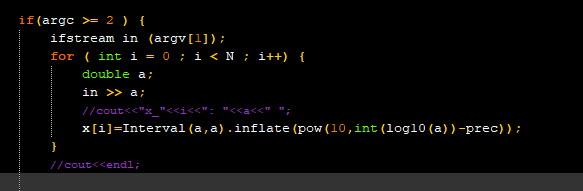 if(argc >= 2 ) {
ifstream in (argv[1]);
for ( int i = 0 ; i < N ; i++) {
double a;
in >> a;
//cout<<"x_"<<i<<": "<<a<<" ";
x[i]=Interval(a,a).inflate(pow(10,int(log10(a))-prec));
}
//cout<<endl;